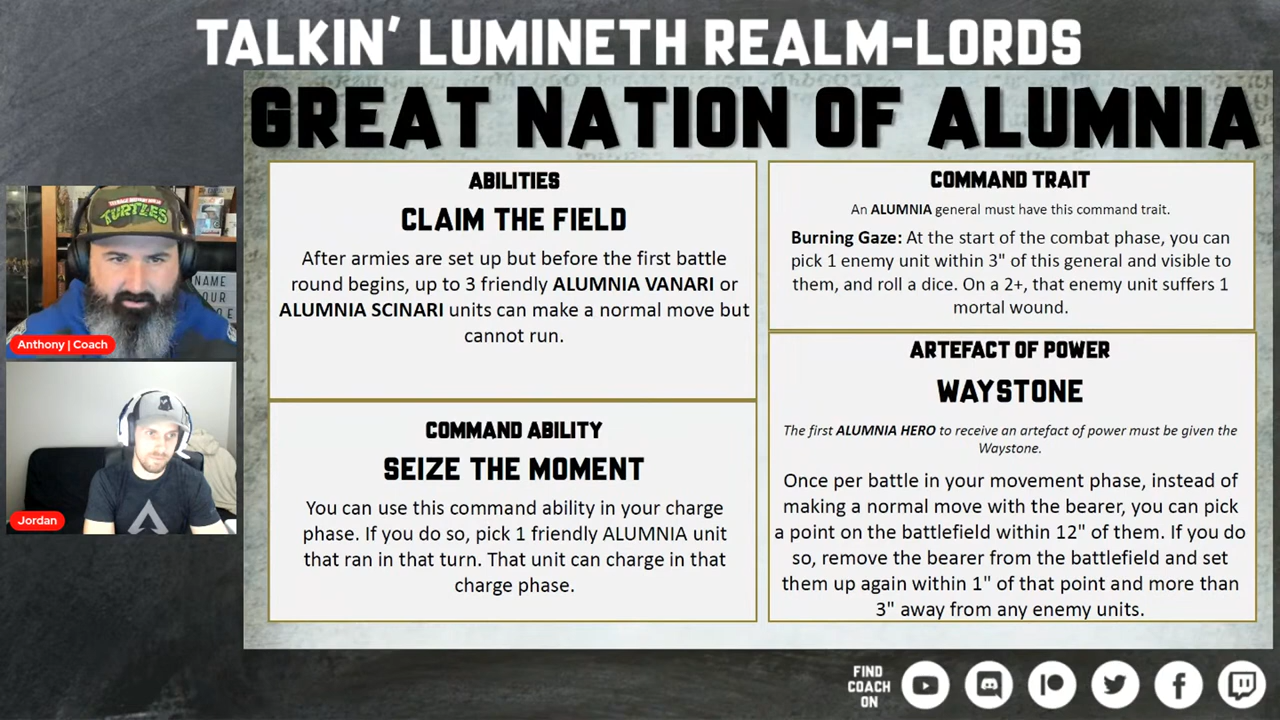 TALKIN' LUMINETH REALM-LORDS
GREAT NATION OF ALUMNIA
ABILITIES
CLAIM THE FIELD
After armies are set up but before the first battle
round begins, up to 3 friendly ALUMNIA VANARI or
ALUMNIA SCINARI units can make a normal move but
cannot run.
COMMAND ABILITY
SEIZE THE MOMENT
You can use this command ability in your charge
phase. If you do so, pick 1 friendly ALUMNIA unit
that ran in that turn. That unit can charge in that
charge phase.
COMMAND TRAIT
An ALUMNIA general must have this command trait.
Burning Gaze: At the start of the combat phase, you can
pick 1 enemy unit within 3" of this general and visible to
them, and roll a dice. On a 2+, that enemy unit suffers 1
mortal wound.
ARTEFACT OF POWER
WAYSTONE
The first ALUMNIA HERO to receive an artefact of power must be given the
Waystone.
Once per battle in your movement phase, instead of
making a normal move with the bearer, you can pick
a point on the battlefield within 12" of them. If you do
so, remove the bearer from the battlefield and set
them up again within 1" of that point and more than
3" away from any enemy units.
TURTLES
NAME
Anthony | Coach
Jordan
FIND
COACH
ON